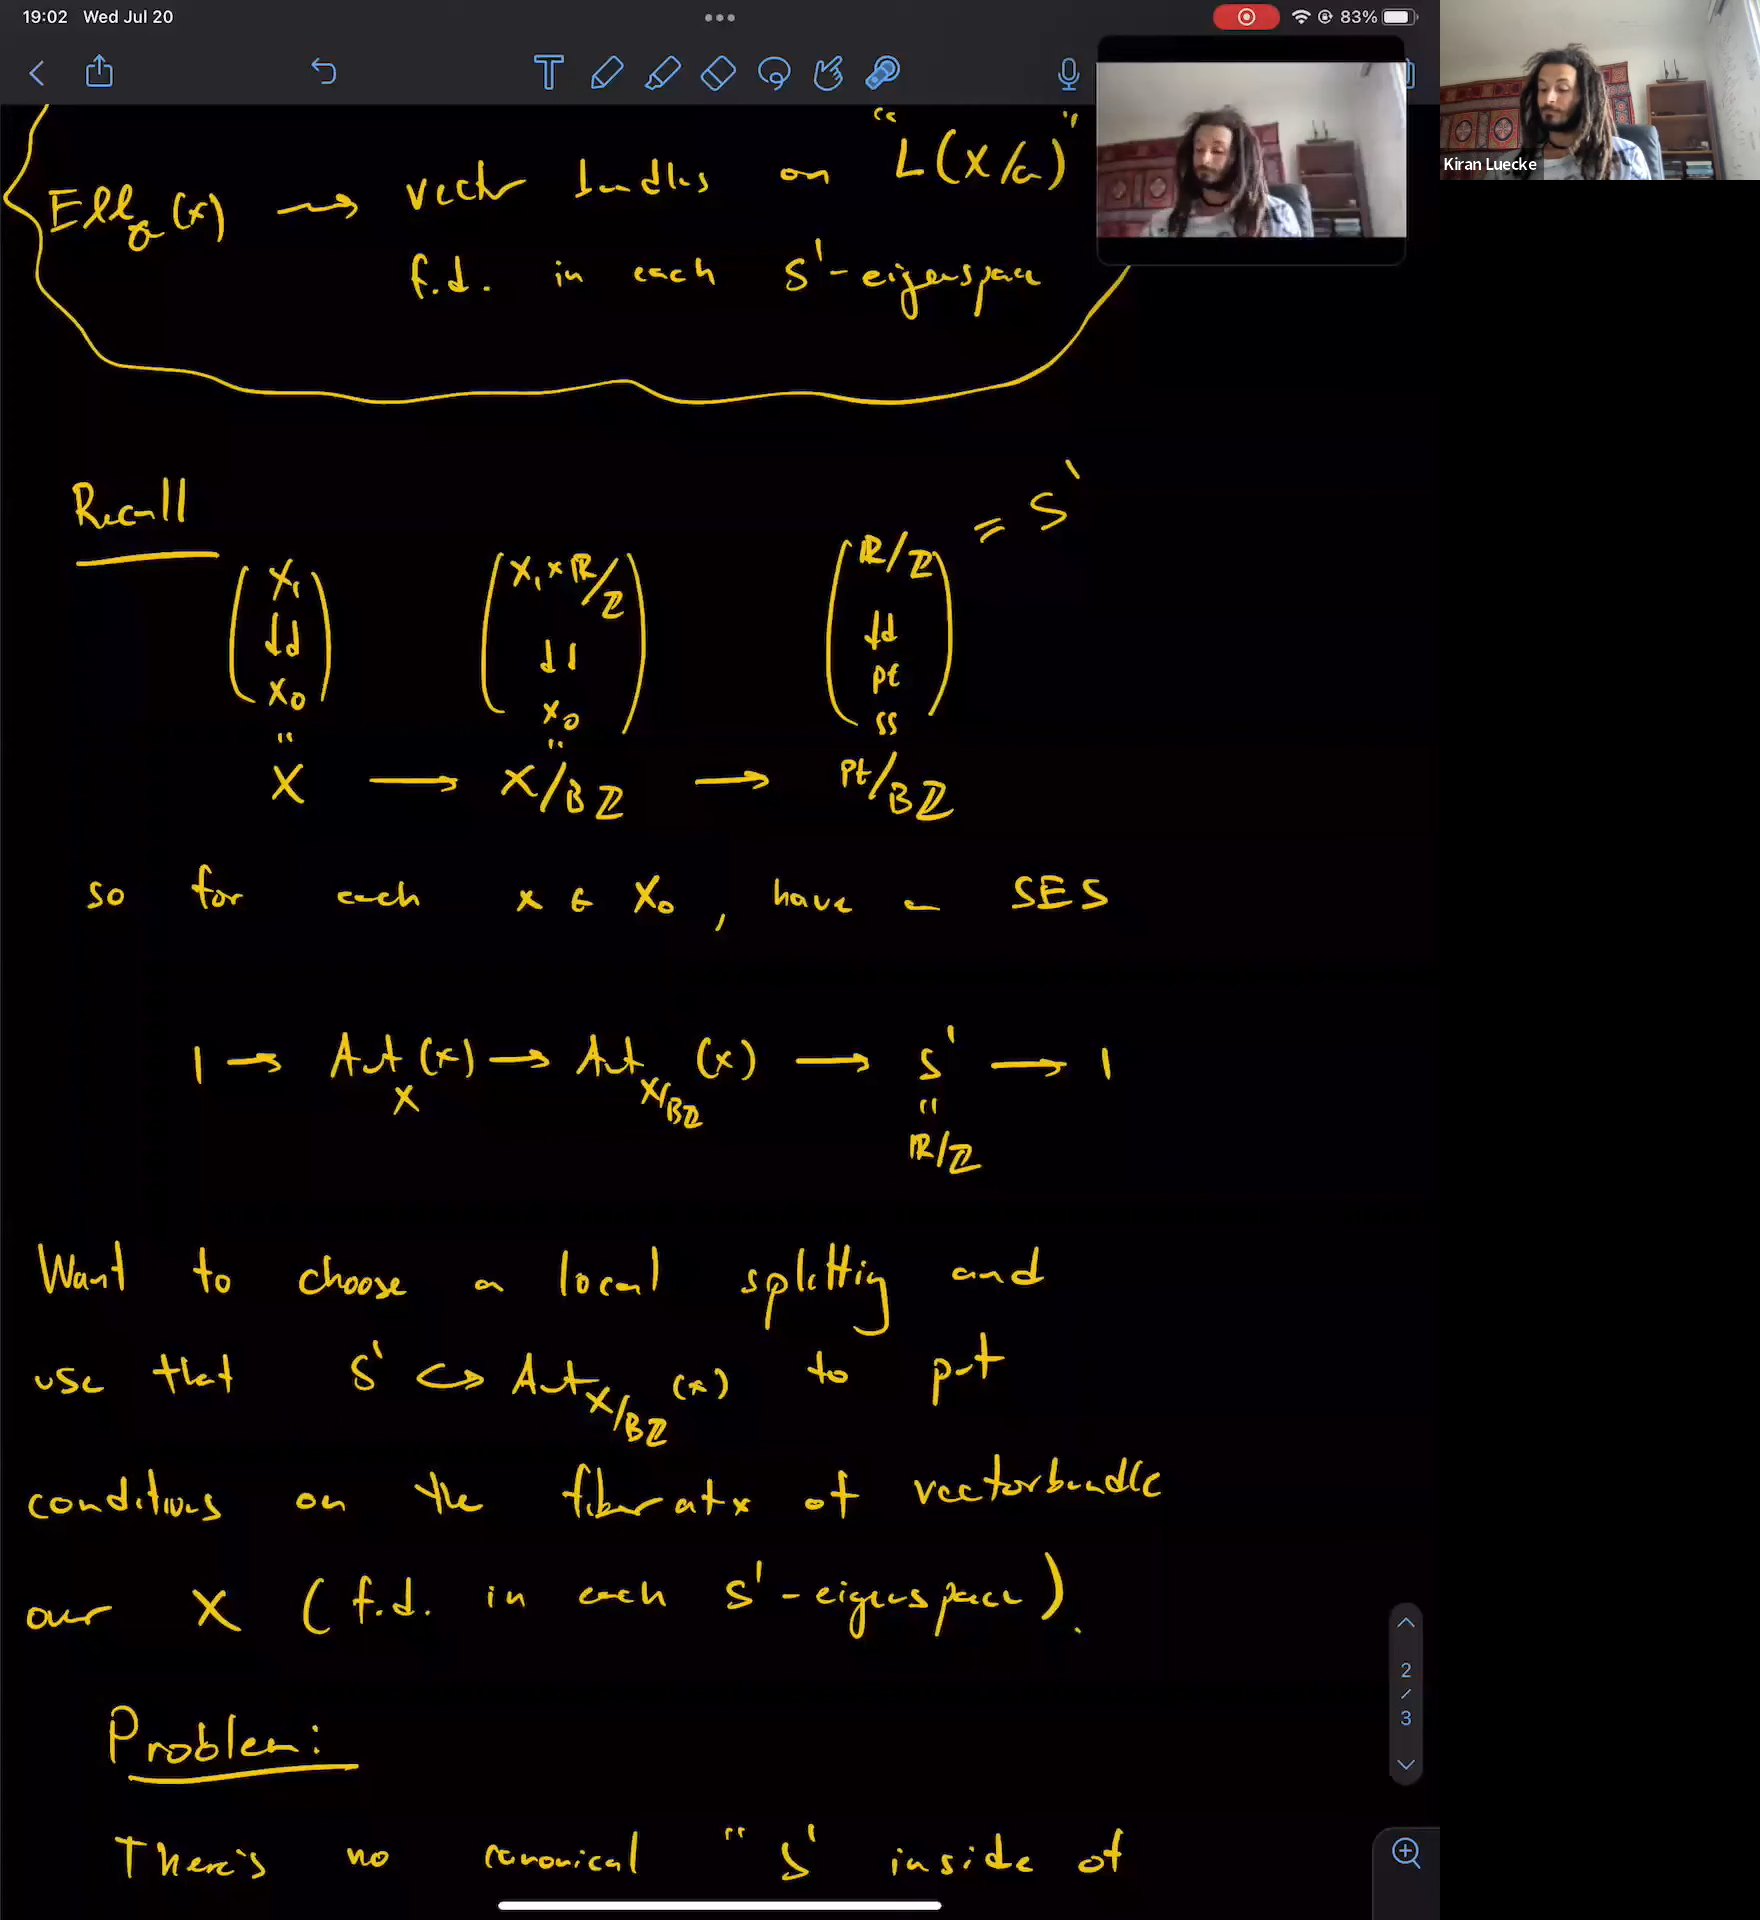 19:02 Wed Jul 20
83%
Kiran Luecke
Ell_G(X) ⇝ vector bundles on "L(X/G)"
f.d. in each S¹-eigenspace
Recall
(X₁ ⇊ X₀) (X₁ × ℝ/ℤ ⇊ X₀) (ℝ/ℤ ⇊ pt) = S¹
" " ss
X → X/Bℤ → pt/Bℤ
so for each x ∈ X₀, have a SES
1 → Aut_X(x) → Aut_{X/Bℤ}(x) → S¹ → 1
"
ℝ/ℤ
Want to choose a local splitting and
use that S¹ ↪ Aut_{X/Bℤ}(x) to put
conditions on the fiber at x of vectorbundle
over X (f.d. in each S¹-eigenspace).
Problem:
There's no canonical "S¹ inside of
2
/
3